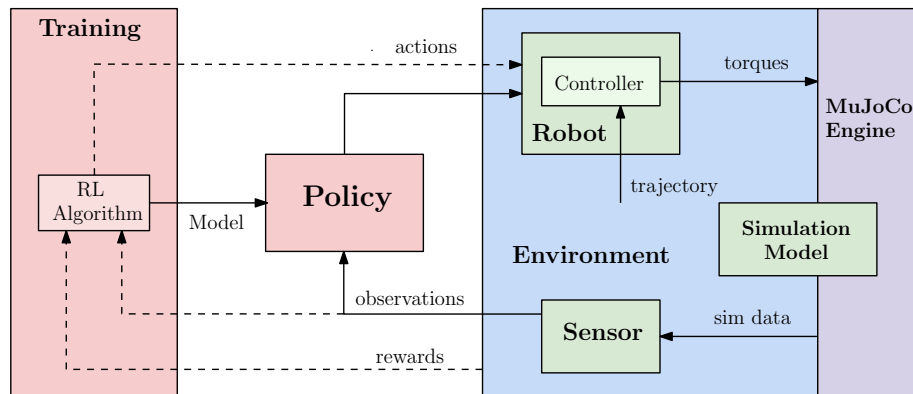 Training
actions
torques
Controller
MuJoCo
Engine
Robot
RL
Algorithm
Policy
trajectory
Model
Simulation
Model
Environment
observations
Sensor
sim data
rewards